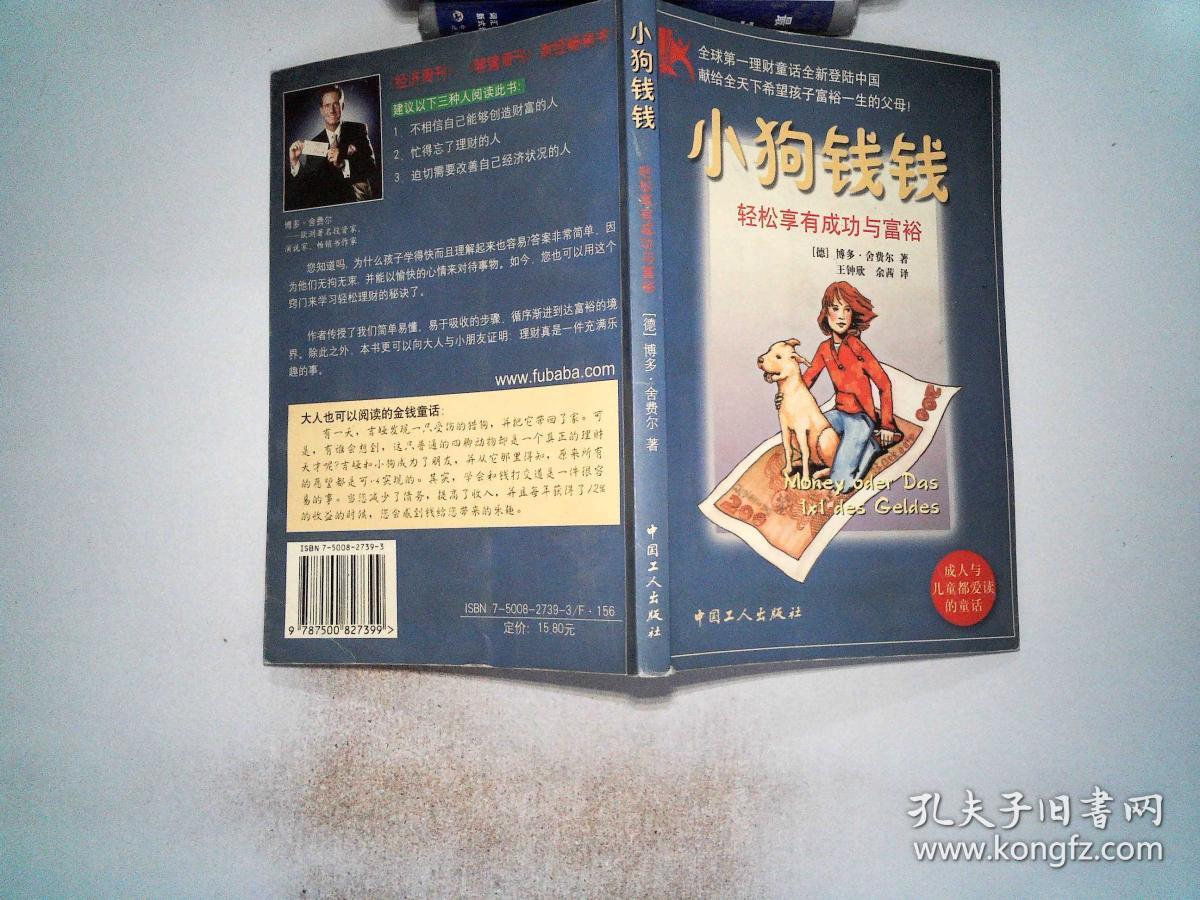 经济周刊
建议以下三种人阅读此书:
1、不相信自己能够创造财富的人
2、忙得忘了理财的人
3、迫切需要改善自己经济状况的人
博多·舍费尔
——欧洲著名投资家、
演说家、畅销书作家
您知道吗,为什么孩子学得快而且理解起来也容易?答案非常简单,因
为他们无拘无束,并能以愉快的心情来对待事物。如今,您也可以用这个
窍门来学习轻松理财的秘诀了。
作者传授了我们简单易懂、易于吸收的步骤,循序渐进到达富裕的境
界。除此之外,本书更可以向大人与小朋友证明:理财真是一件充满乐
趣的事。
www.fubaba.com
大人也可以阅读的金钱童话:
有一天,吉娅发现一只受伤的猎狗,并把它带回了家。可
是,有谁会想到,这只普通的四脚动物却是一个真正的理财
天才呢?吉娅和小狗成为了朋友,并从它那里得知,原来所有
的愿望都是可以实现的。其实,学会和钱打交道是一件很容
易的事。当您减少了债务,提高了收入,并且每年获得了12%
的收益的时候,您会感到钱给您带来的乐趣。
ISBN 7-5008-2739-3
9 787500 827399 >
ISBN 7-5008-2739-3/F·156
定价: 15.80元
小狗钱钱
轻松享有成功与富裕
[德] 博多·舍费尔 著
中国工人出版社
全球第一理财童话全新登陆中国
献给全天下希望孩子富裕一生的父母!
小狗钱钱
轻松享有成功与富裕
[德] 博多·舍费尔 著
王钟欣 余茜 译
200
200
Money oder Das
1x1 des Geldes
成人与
儿童都爱读
的童话
中国工人出版社
孔夫子旧书网
www.kongfz.com